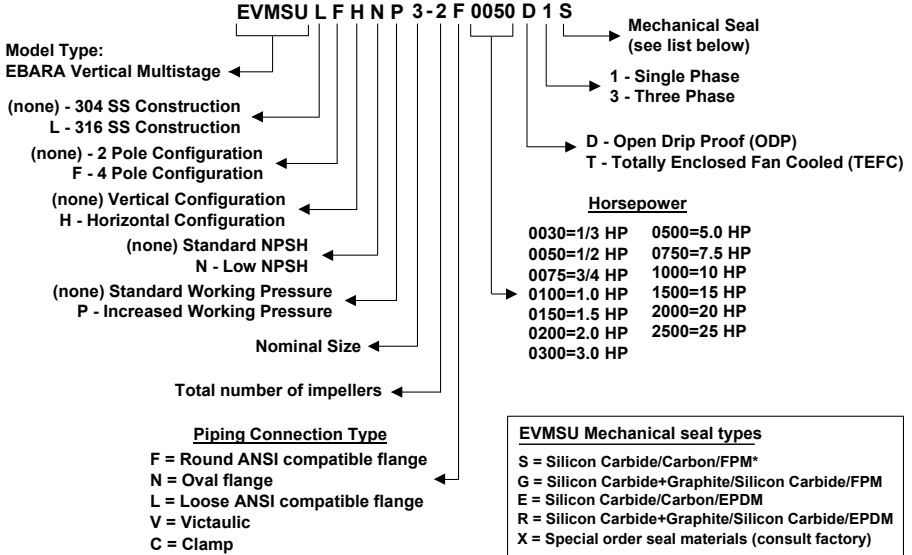 EVMSU L F H N P 3 - 2 F 0050 D 1 S
Model Type:
EBARA Vertical Multistage
(none) - 304 SS Construction
L - 316 SS Construction
(none) - 2 Pole Configuration
F - 4 Pole Configuration
(none) Vertical Configuration
H - Horizontal Configuration
(none) Standard NPSH
N - Low NPSH
(none) Standard Working Pressure
P - Increased Working Pressure
Nominal Size
Total number of impellers
Piping Connection Type
F = Round ANSI compatible flange
N = Oval flange
L = Loose ANSI compatible flange
V = Victaulic
C = Clamp
Mechanical Seal
(see list below)
1 - Single Phase
3 - Three Phase
D - Open Drip Proof (ODP)
T - Totally Enclosed Fan Cooled (TEFC)
Horsepower
0030=1/3 HP
0050=1/2 HP
0075=3/4 HP
0100=1.0 HP
0150=1.5 HP
0200=2.0 HP
0300=3.0 HP
0500=5.0 HP
0750=7.5 HP
1000=10 HP
1500=15 HP
2000=20 HP
2500=25 HP
EVMSU Mechanical seal types
S = Silicon Carbide/Carbon/FPM*
G = Silicon Carbide+Graphite/Silicon Carbide/FPM
E = Silicon Carbide/Carbon/EPDM
R = Silicon Carbide+Graphite/Silicon Carbide/EPDM
X = Special order seal materials (consult factory)